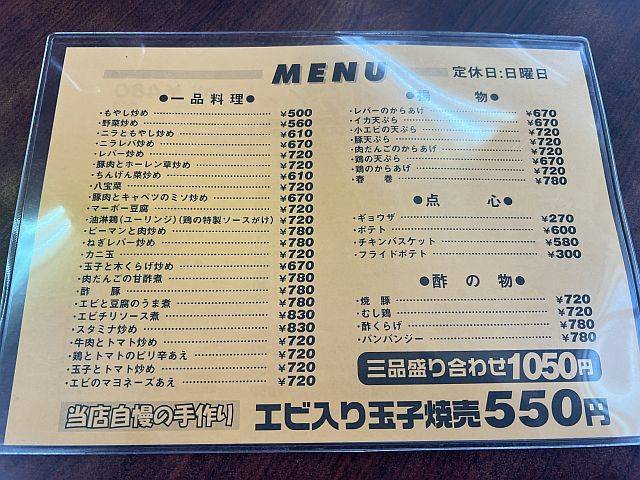 MENU
定休日:日曜日
●一品料理●
・もやし炒め ¥500
・野菜炒め ¥560
・ニラともやし炒め ¥610
・ニラレバ炒め ¥670
・レバー炒め ¥720
・豚肉とホーレン草炒め ¥720
・ちんげん菜炒め ¥610
・八宝菜 ¥720
・豚肉とキャベツのミソ炒め ¥670
・マーボー豆腐 ¥720
・油淋鶏(ユーリンジ)(鶏の特製ソースがけ) ¥720
・ピーマンと肉炒め ¥780
・ねぎレバー炒め ¥780
・カニ玉 ¥720
・玉子と木くらげ炒め ¥670
・肉だんごの甘酢煮 ¥780
・酢豚 ¥780
・エビと豆腐のうま煮 ¥780
・エビチリソース煮 ¥830
・スタミナ炒め ¥830
・牛肉とトマト炒め ¥720
・鶏とトマトのピリ辛あえ ¥720
・玉子とトマト炒め ¥720
・エビのマヨネーズあえ ¥720
物●
・レバーのからあげ ¥670
・イカ天ぷら ¥670
・小エビの天ぷら ¥720
・豚天ぷら ¥720
・肉だんごのからあげ ¥720
・鶏の天ぷら ¥720
・鶏のからあげ ¥720
・春巻 ¥780
●点心●
・ギョウザ ¥270
・ポテト ¥600
・チキンバスケット ¥580
・フライドポテト ¥300
●酢の物●
・焼豚 ¥720
・むし鶏 ¥720
・酢くらげ ¥780
・バンバンジー ¥780
三品盛り合わせ1050円
当店自慢の手作り エビ入り玉子焼売550円